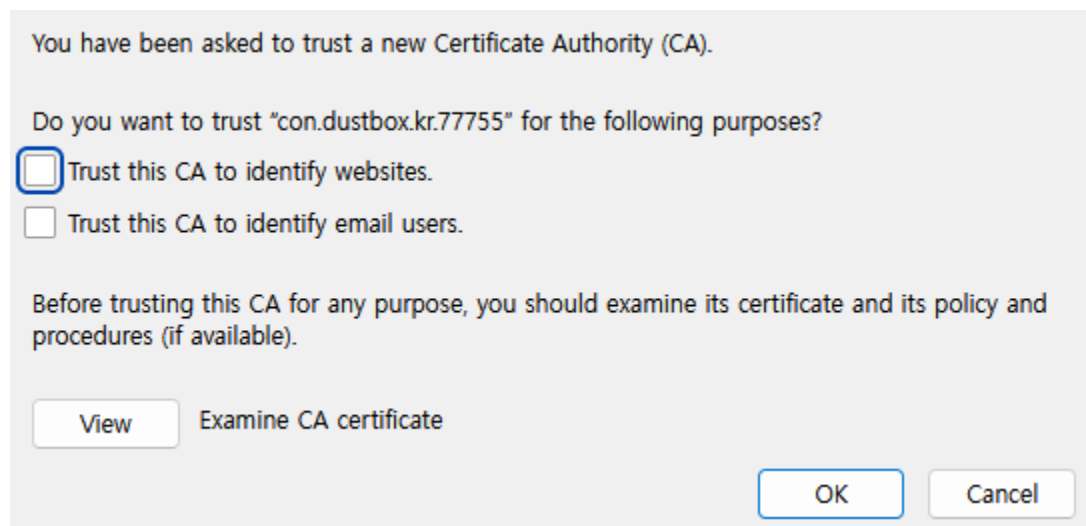 You have been asked to trust a new Certificate Authority (CA).
Do you want to trust “con.dustbox.kr.77755” for the following purposes?
Trust this CA to identify websites.
Trust this CA to identify email users.
Before trusting this CA for any purpose, you should examine its certificate and its policy and
procedures (if available).
View
Examine CA certificate
OK
Cancel